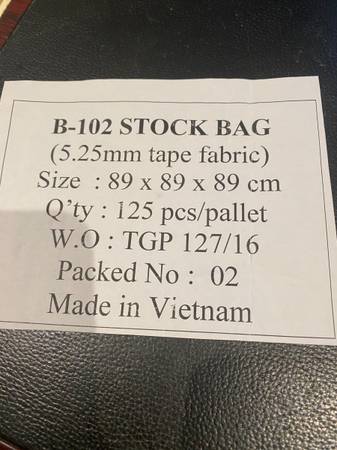 B-102 STOCK BAG
(5.25mm tape fabric)
Size : 89 x 89 x 89 cm
Q'ty : 125 pcs/pallet
W.O : TGP 127/16
Packed No : 02
Made in Vietnam